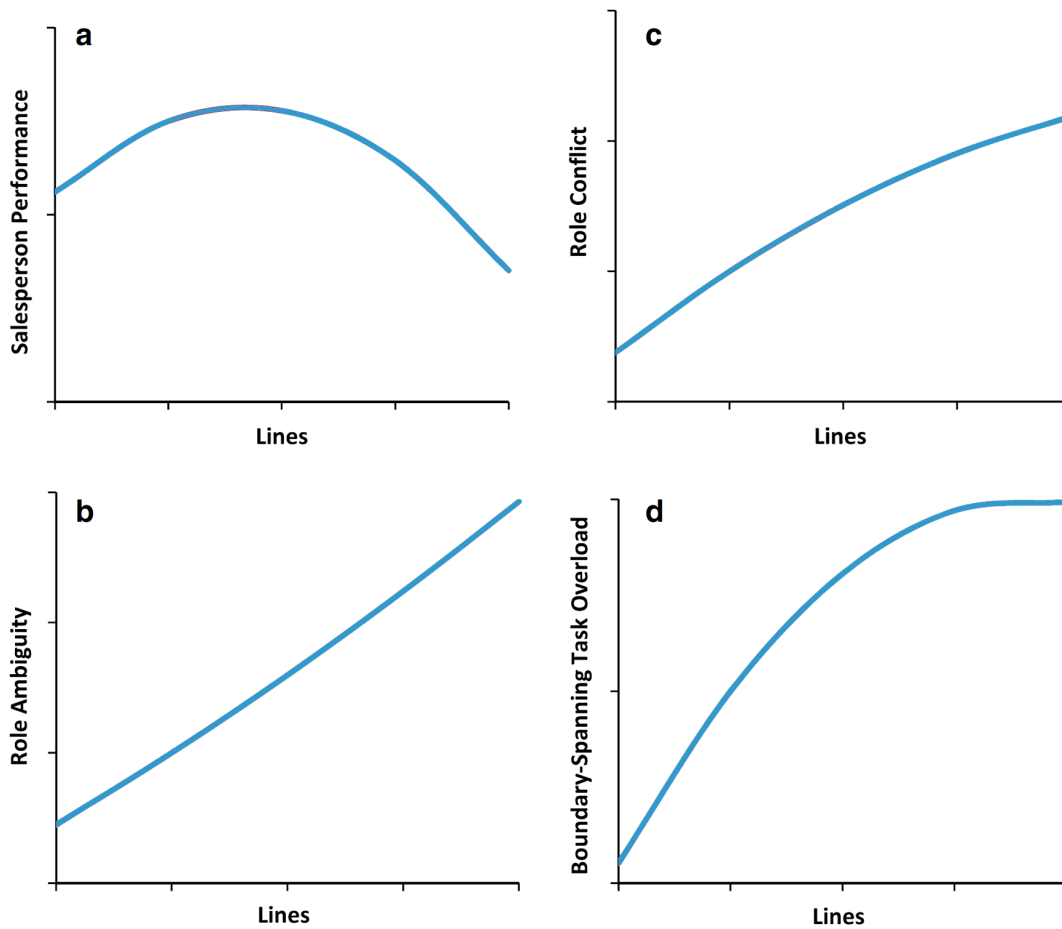 a
Salesperson Performance
Lines
c
Role Conflict
Lines
b
Role Ambiguity
Lines
d
Boundary-Spanning Task Overload
Lines